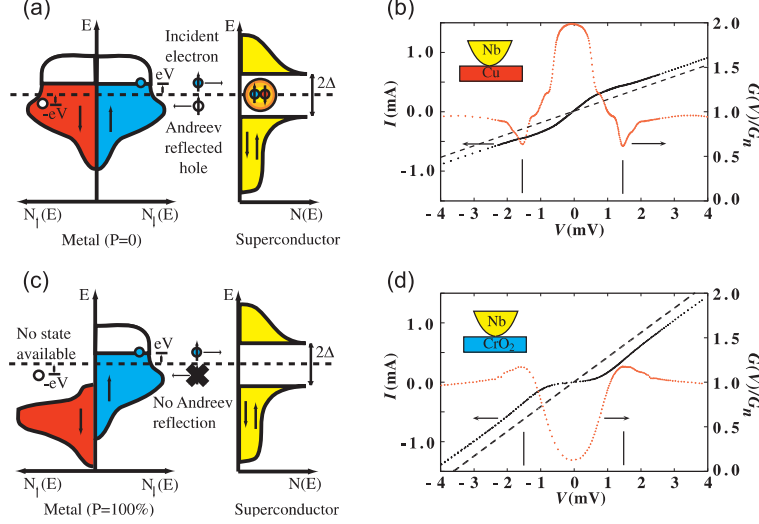 (a)
E
E
Incident
electron
eV
-eV
2Δ
Andreev
reflected
hole
N↓(E)
N↑(E)
N(E)
Metal (P=0)
Superconductor
(b)
Nb
Cu
1.0
0.0
-1.0
I (mA)
2.0
1.5
1.0
0.5
0.0
G(V)/Gn
- 4 - 3 - 2 -1 0 1 2 3 4
V (mV)
(c)
E
E
No state
available
eV
-eV
2Δ
No Andreev
reflection
N(E)
Metal (P=100%)
Superconductor
(d)
Nb
CrO2
1.0
0.0
-1.0
I (mA)
2.0
1.5
1.0
0.5
0.0
G(V)/Gn
- 4 - 3 - 2 - 1 0 1 2 3 4
V (mV)